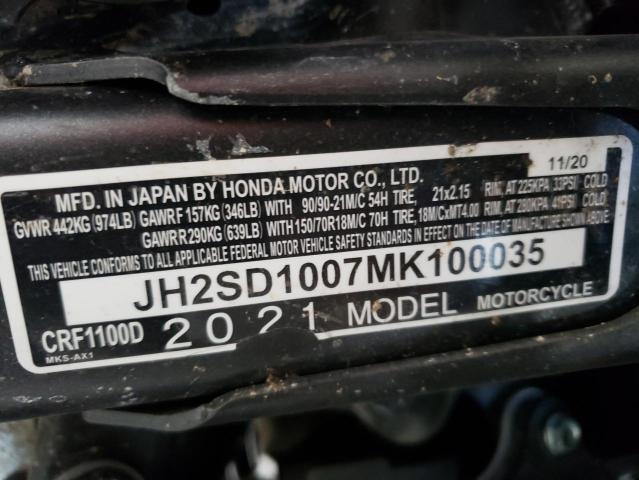 11/20
MFD. IN JAPAN BY HONDA MOTOR CO., LTD.
GVWR 442KG (974LB) GAWR F 157KG (346LB) WITH 90/90-21M/C 54H TIRE, 21x2.15 RIM, AT 225KPA 33PSI COLD
GAWR R 290KG (639LB) WITH 150/70R18M/C 70H TIRE, 18M/CxMT4.00 RIM, AT 280KPA 41PSI COLD
THIS VEHICLE CONFORMS TO ALL APPLICABLE FEDERAL MOTOR VEHICLE SAFETY STANDARDS IN EFFECT ON THE DATE OF MANUFACTURE SHOWN ABOVE.
JH2SD1007MK100035
CRF1100D 2021 MODEL MOTORCYCLE
MKS-AX1